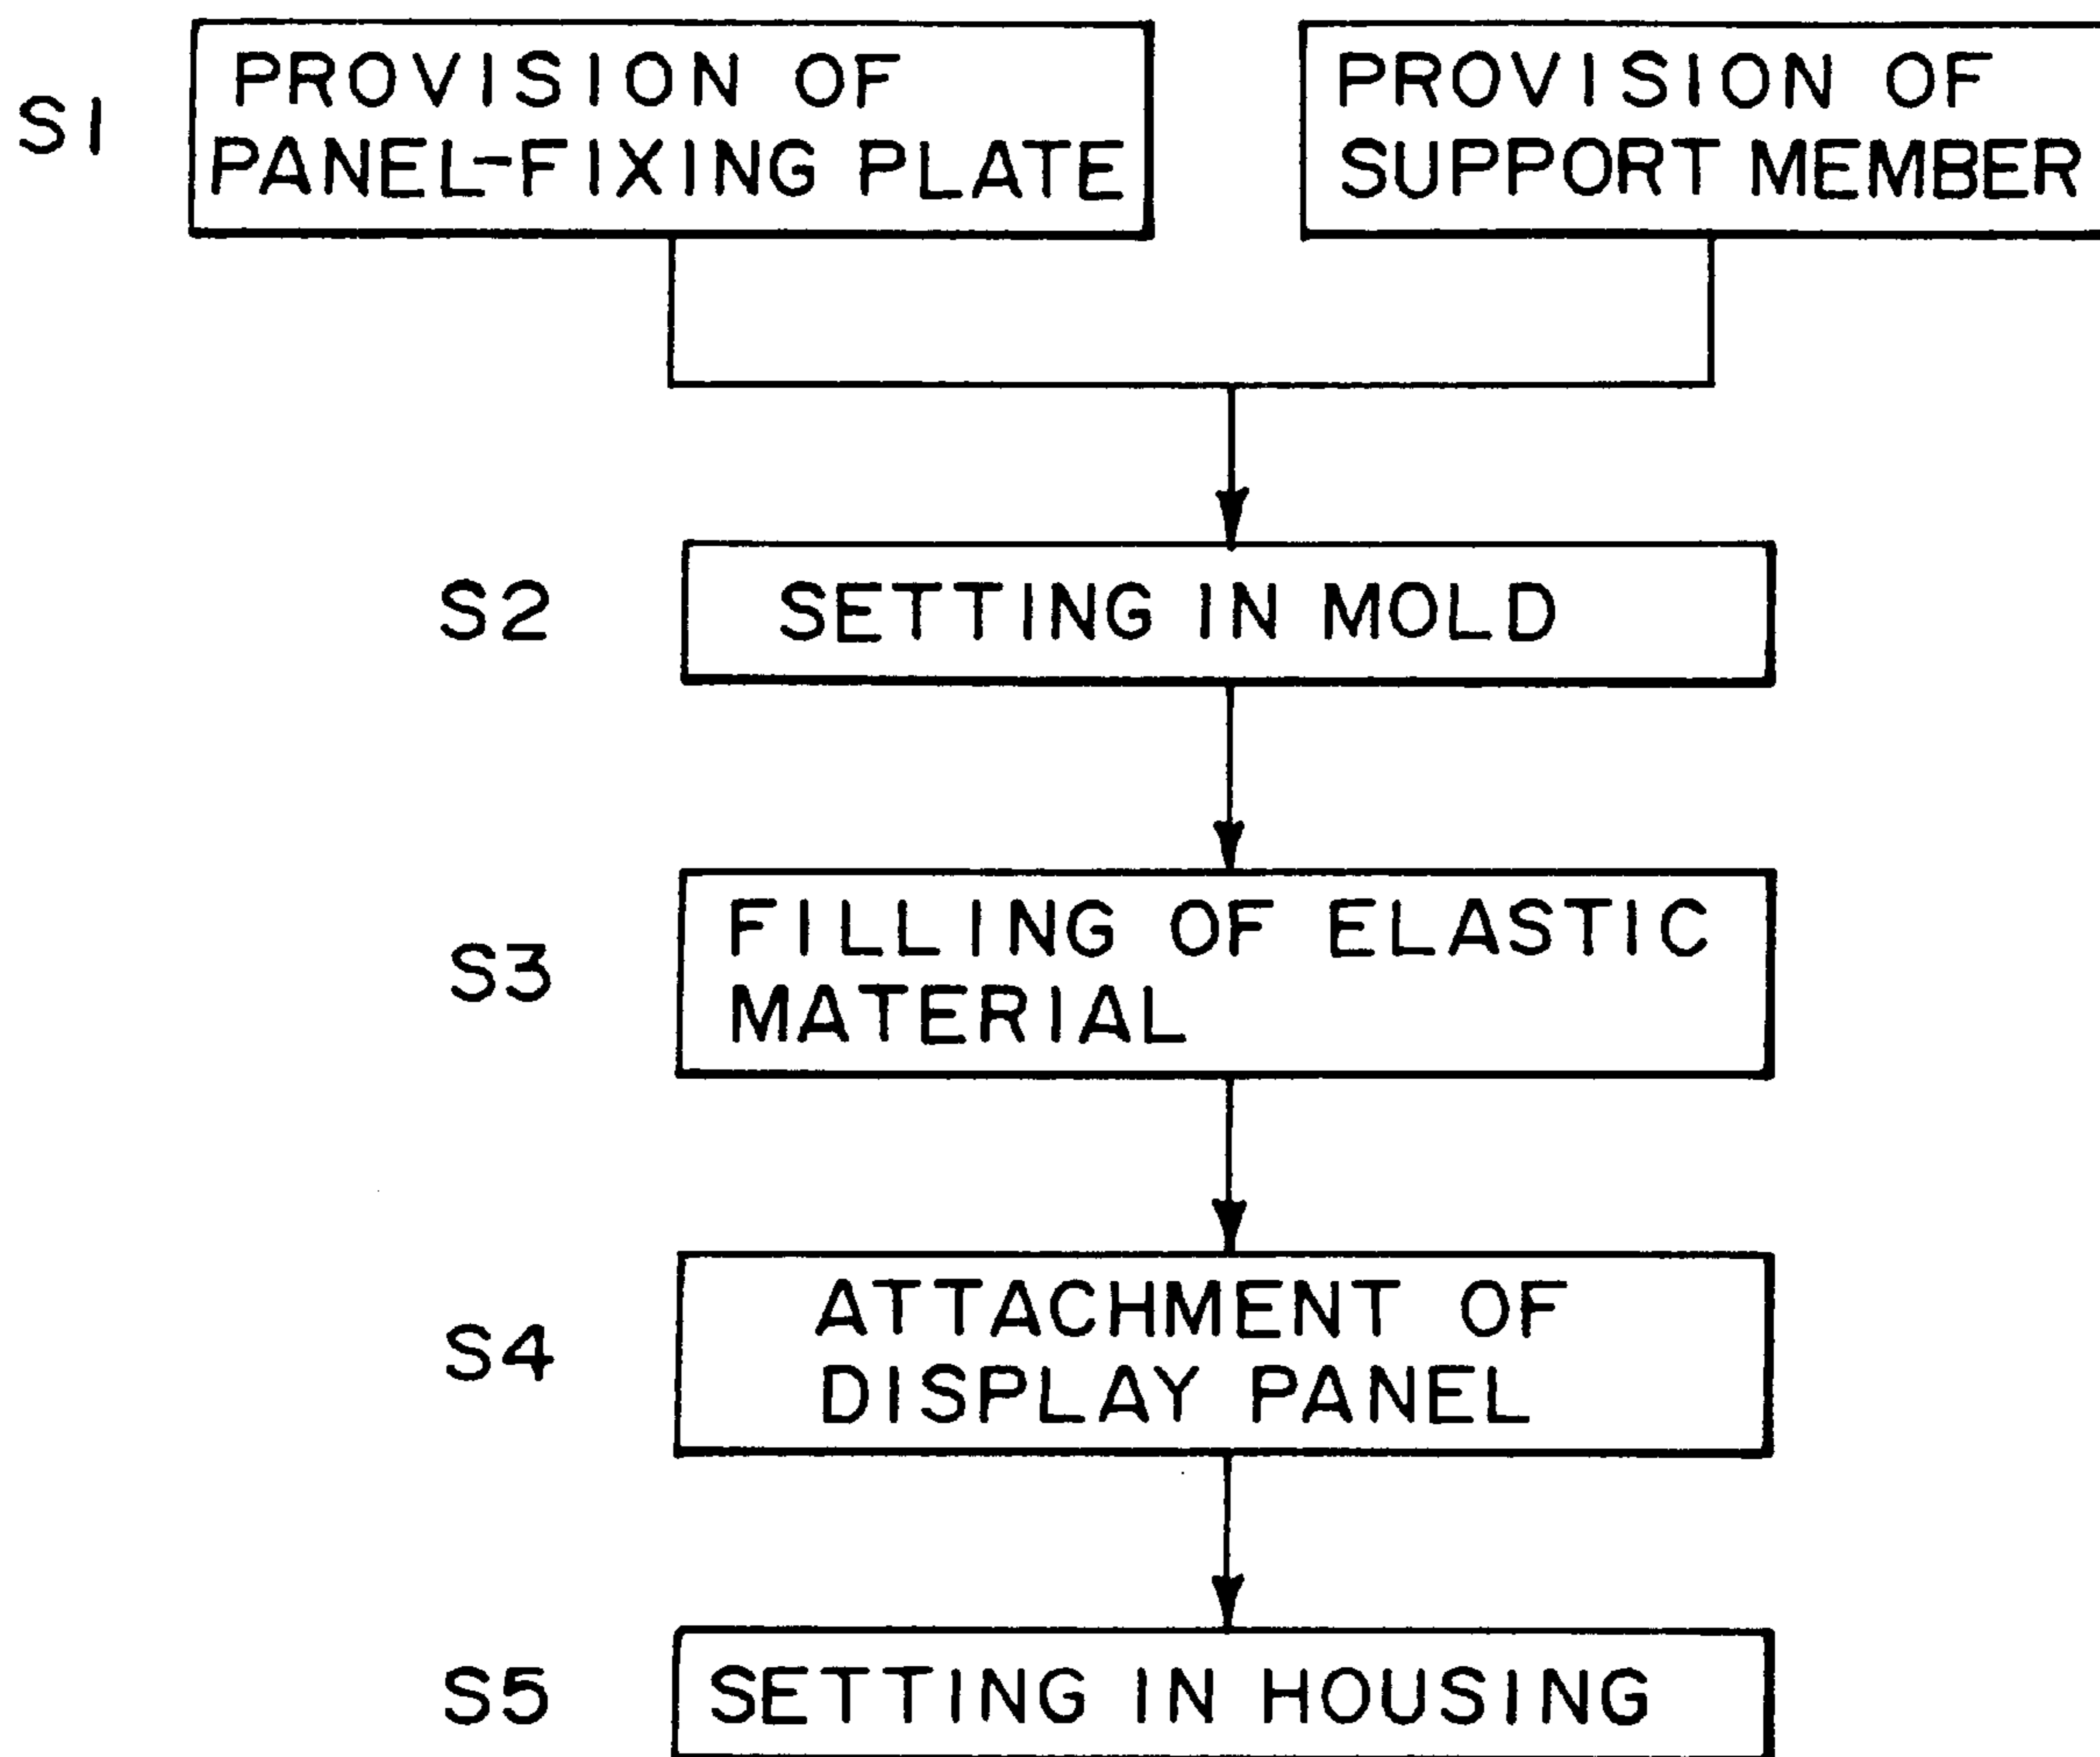 S1
PROVISION OF
PANEL-FIXING PLATE
PROVISION OF
SUPPORT MEMBER
S2
SETTING IN MOLD
S3
FILLING OF ELASTIC
MATERIAL
S4
ATTACHMENT OF
DISPLAY PANEL
S5
SETTING IN HOUSING